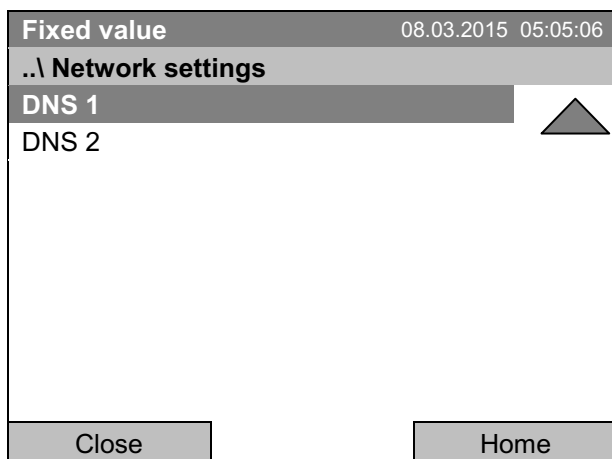 Fixed value 08.03.2015 05:05:06
..\ Network settings
DNS 1
DNS 2
Close Home